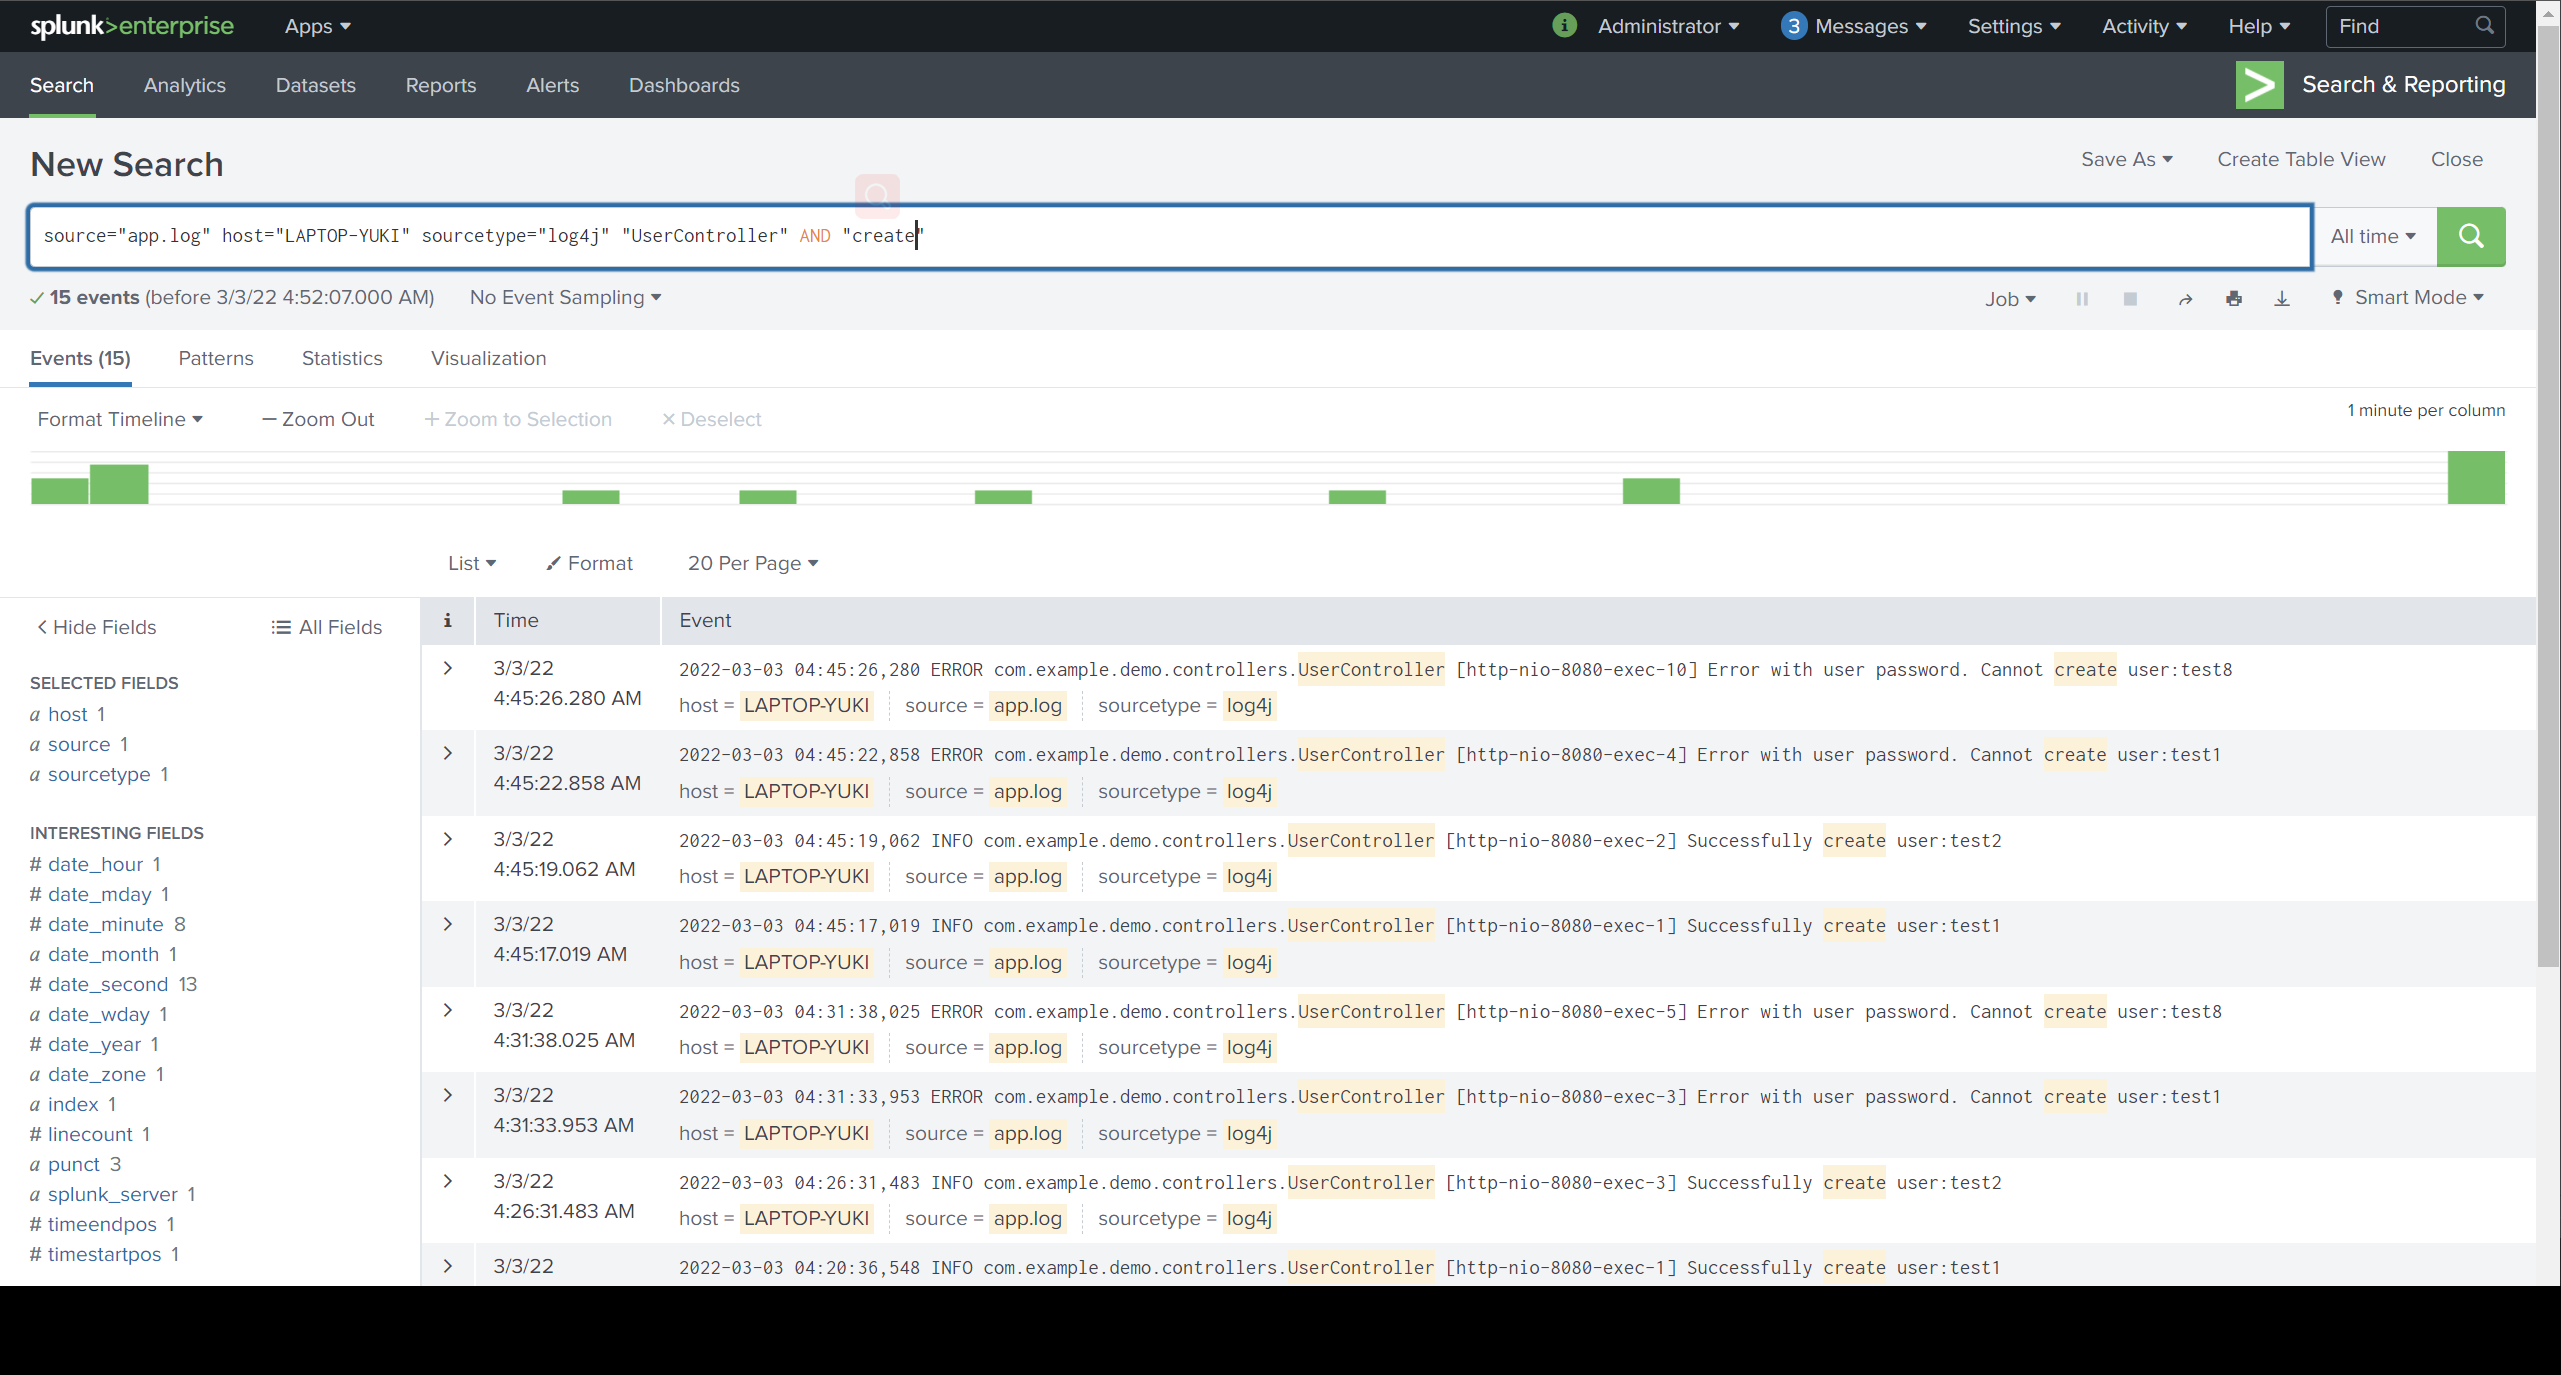 splunk>enterprise Apps Administrator 3 Messages Settings Activity Help Find
Search Analytics Datasets Reports Alerts Dashboards Search & Reporting
New Search Save As Create Table View Close
source="app.log" host="LAPTOP-YUKI" sourcetype="log4j" "UserController" AND "create" All time
15 events (before 3/3/22 4:52:07.000 AM) No Event Sampling Job Smart Mode
Events (15) Patterns Statistics Visualization
Format Timeline Zoom Out Zoom to Selection Deselect 1 minute per column
List Format 20 Per Page
Hide Fields All Fields
SELECTED FIELDS
a host 1
a source 1
a sourcetype 1
INTERESTING FIELDS
# date_hour 1
# date_mday 1
# date_minute 8
a date_month 1
# date_second 13
a date_wday 1
# date_year 1
a date_zone 1
a index 1
# linecount 1
a punct 3
a splunk_server 1
# timeendpos 1
# timestartpos 1
i Time Event
3/3/22
4:45:26.280 AM
2022-03-03 04:45:26,280 ERROR com.example.demo.controllers.UserController [http-nio-8080-exec-10] Error with user password. Cannot create user:test8
host = LAPTOP-YUKI source = app.log sourcetype = log4j
3/3/22
4:45:22.858 AM
2022-03-03 04:45:22,858 ERROR com.example.demo.controllers.UserController [http-nio-8080-exec-4] Error with user password. Cannot create user:test1
host = LAPTOP-YUKI source = app.log sourcetype = log4j
3/3/22
4:45:19.062 AM
2022-03-03 04:45:19,062 INFO com.example.demo.controllers.UserController [http-nio-8080-exec-2] Successfully create user:test2
host = LAPTOP-YUKI source = app.log sourcetype = log4j
3/3/22
4:45:17.019 AM
2022-03-03 04:45:17,019 INFO com.example.demo.controllers.UserController [http-nio-8080-exec-1] Successfully create user:test1
host = LAPTOP-YUKI source = app.log sourcetype = log4j
3/3/22
4:31:38.025 AM
2022-03-03 04:31:38,025 ERROR com.example.demo.controllers.UserController [http-nio-8080-exec-5] Error with user password. Cannot create user:test8
host = LAPTOP-YUKI source = app.log sourcetype = log4j
3/3/22
4:31:33.953 AM
2022-03-03 04:31:33,953 ERROR com.example.demo.controllers.UserController [http-nio-8080-exec-3] Error with user password. Cannot create user:test1
host = LAPTOP-YUKI source = app.log sourcetype = log4j
3/3/22
4:26:31.483 AM
2022-03-03 04:26:31,483 INFO com.example.demo.controllers.UserController [http-nio-8080-exec-3] Successfully create user:test2
host = LAPTOP-YUKI source = app.log sourcetype = log4j
3/3/22
2022-03-03 04:20:36,548 INFO com.example.demo.controllers.UserController [http-nio-8080-exec-1] Successfully create user:test1